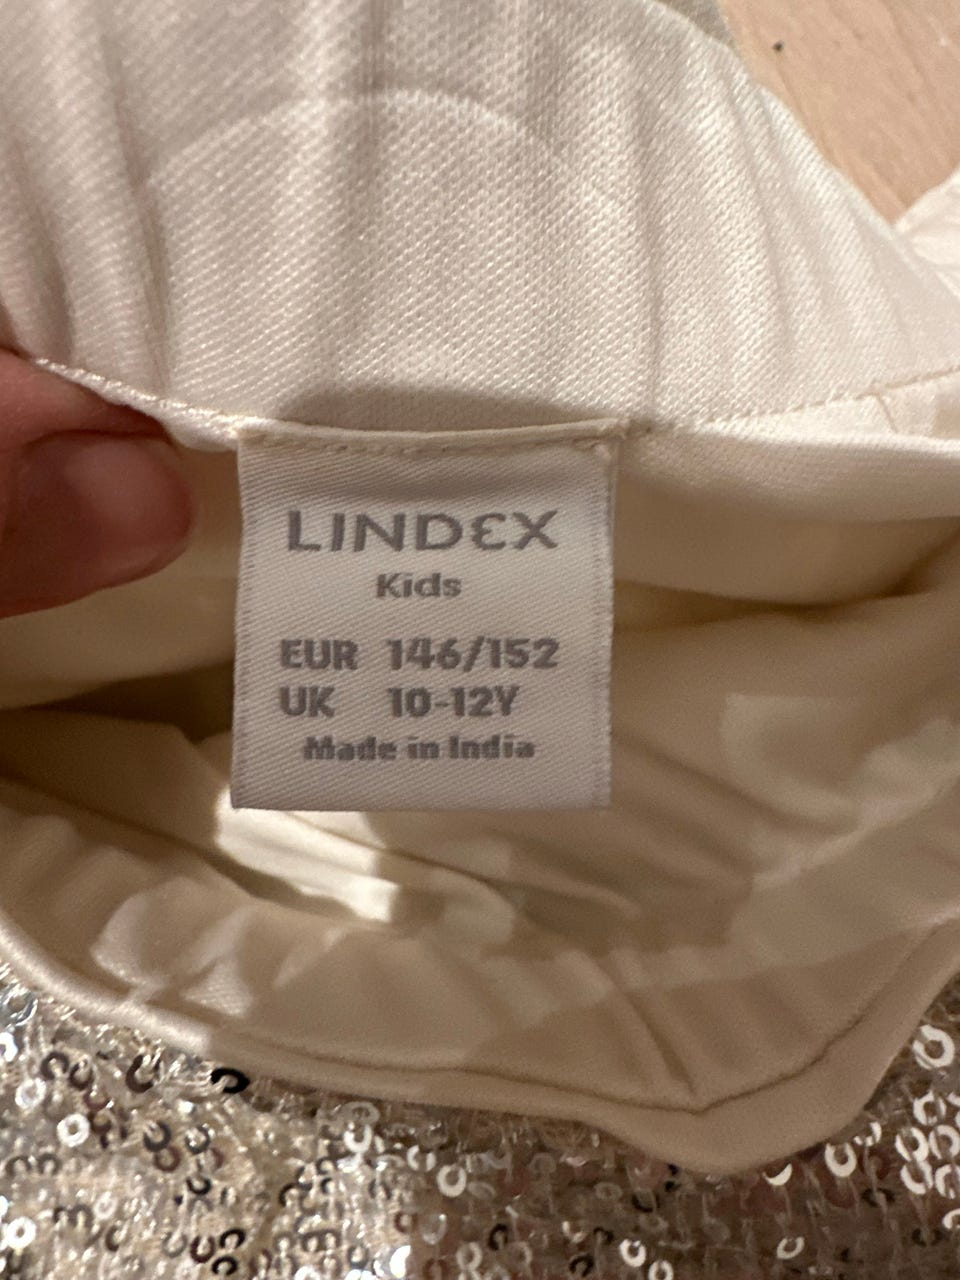 LINDEX
Kids
EUR 146/152
UK 10-12Y
Made in India